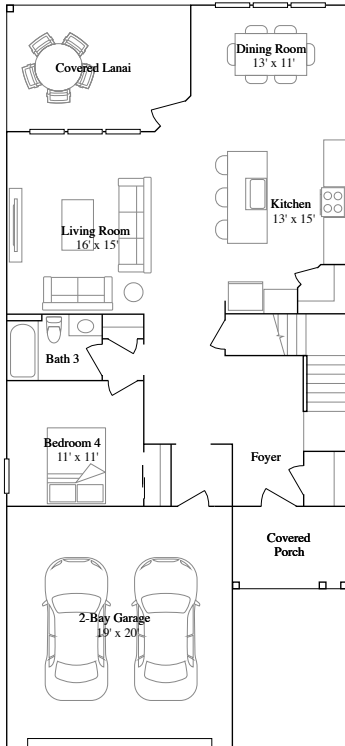 Dining Room
13' x 11'
Covered Lanai
Kitchen
13' x 15'
Living Room
16' x 15'
Bath 3
Bedroom 4
11' x 11'
Foyer
Covered
Porch
2-Bay Garage
19' x 20'